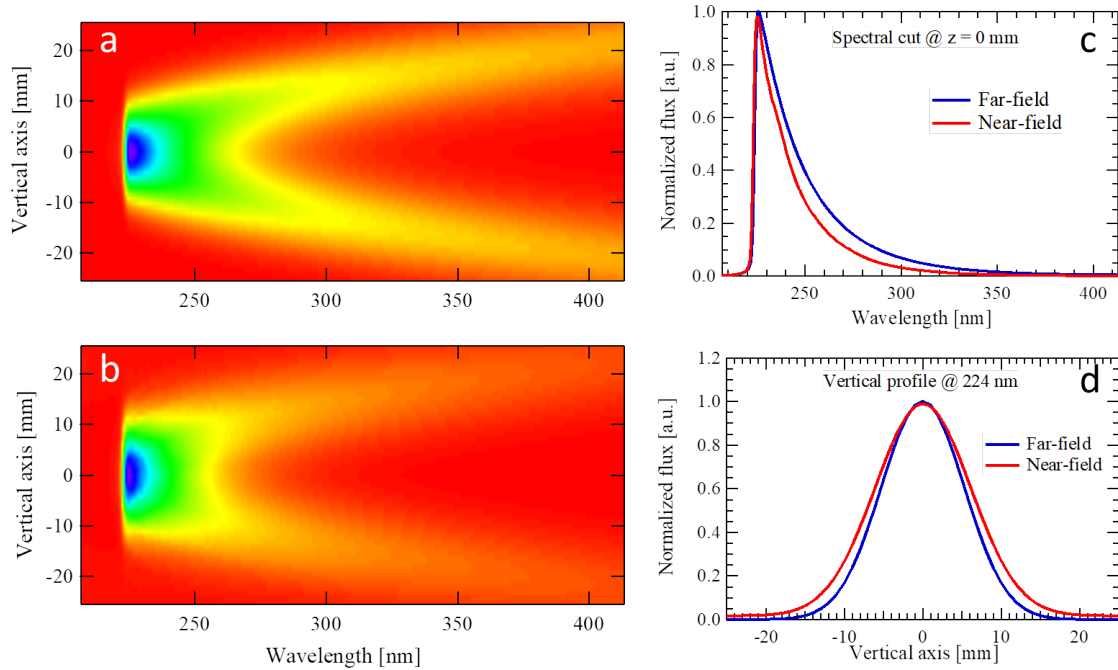 a
Vertical axis [mm]
20
10
0
-10
-20
250
300
350
400
b
Vertical axis [mm]
20
10
0
-10
-20
250
300
350
400
Wavelength [nm]
c
Spectral cut @ z = 0 mm
Far-field
Near-field
Normalized flux [a.u.]
1.0
0.8
0.6
0.4
0.2
0.0
250
300
350
400
Wavelength [nm]
d
Vertical profile @ 224 nm
Far-field
Near-field
Normalized flux [a.u.]
1.2
1.0
0.8
0.6
0.4
0.2
0.0
-20
-10
0
10
20
Vertical axis [mm]